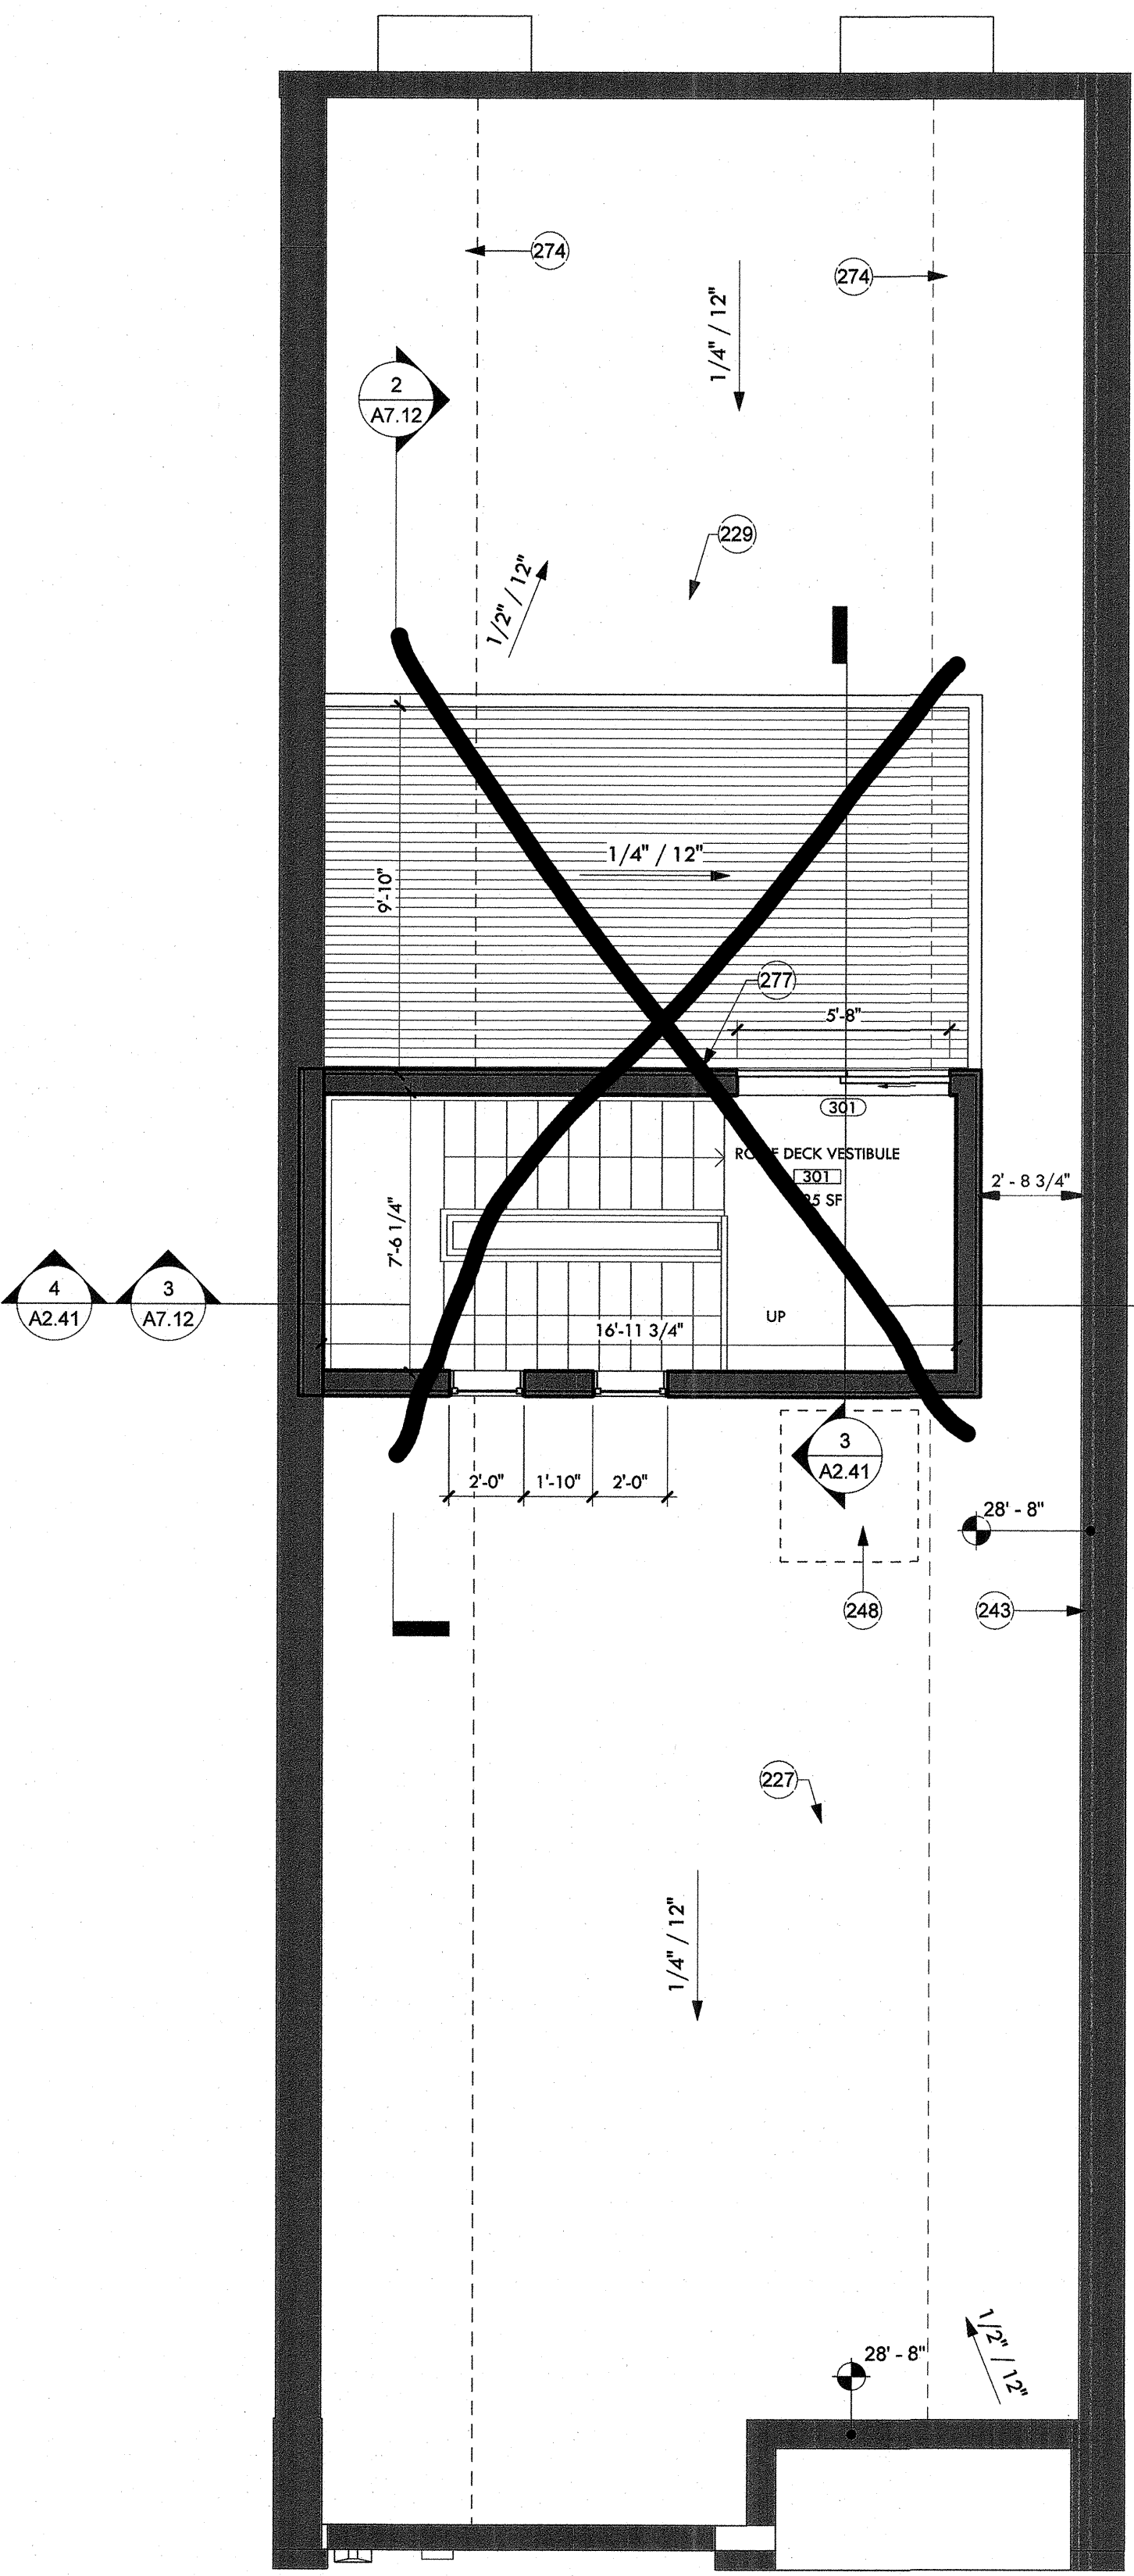 274
274
1/4" / 12"
2
A7.12
229
1/2" / 12"
1/4" / 12"
9'-10"
277
5'-8"
301
DECK VESTIBULE
301
SF
2' - 8 3/4"
7'-6 1/4"
4
A2.41
3
A7.12
UP
16'-11 3/4"
3
A2.41
2'-0"
1'-10"
2'-0"
28' - 8"
248
243
227
1/4" / 12"
1/2" / 12"
28' - 8"